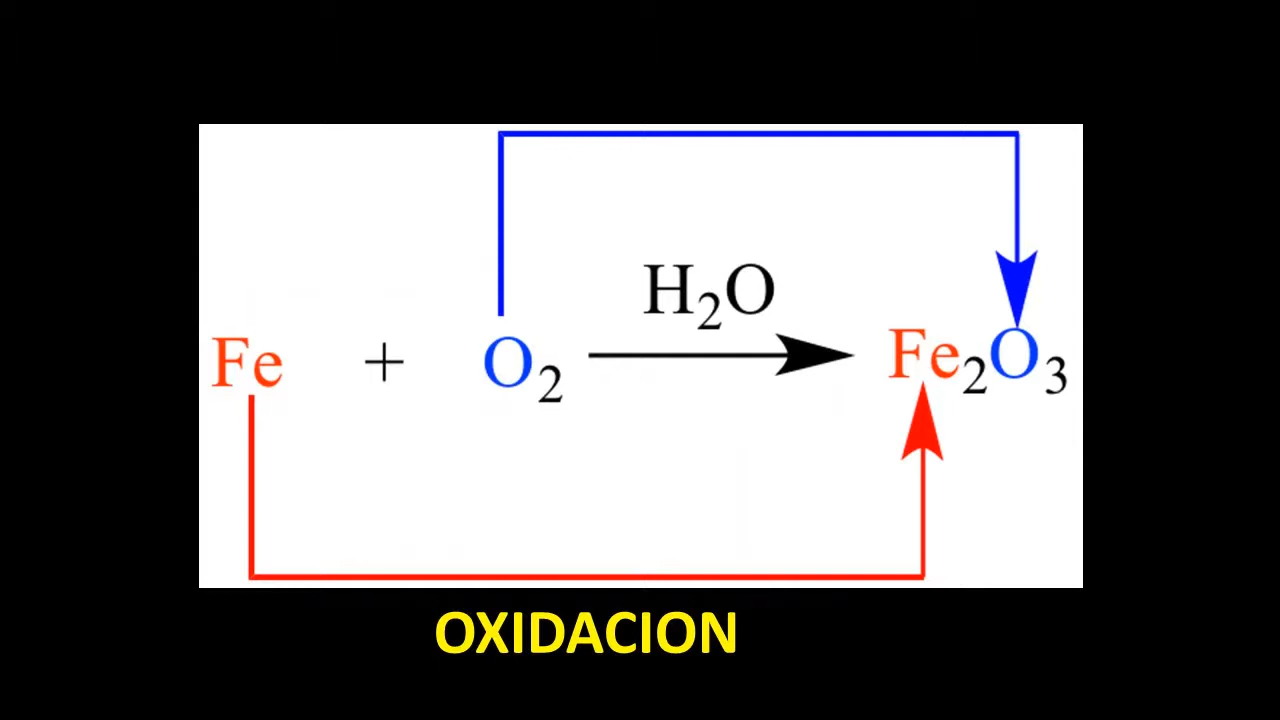 H₂O
Fe + O₂ → Fe₂O₃
OXIDACION